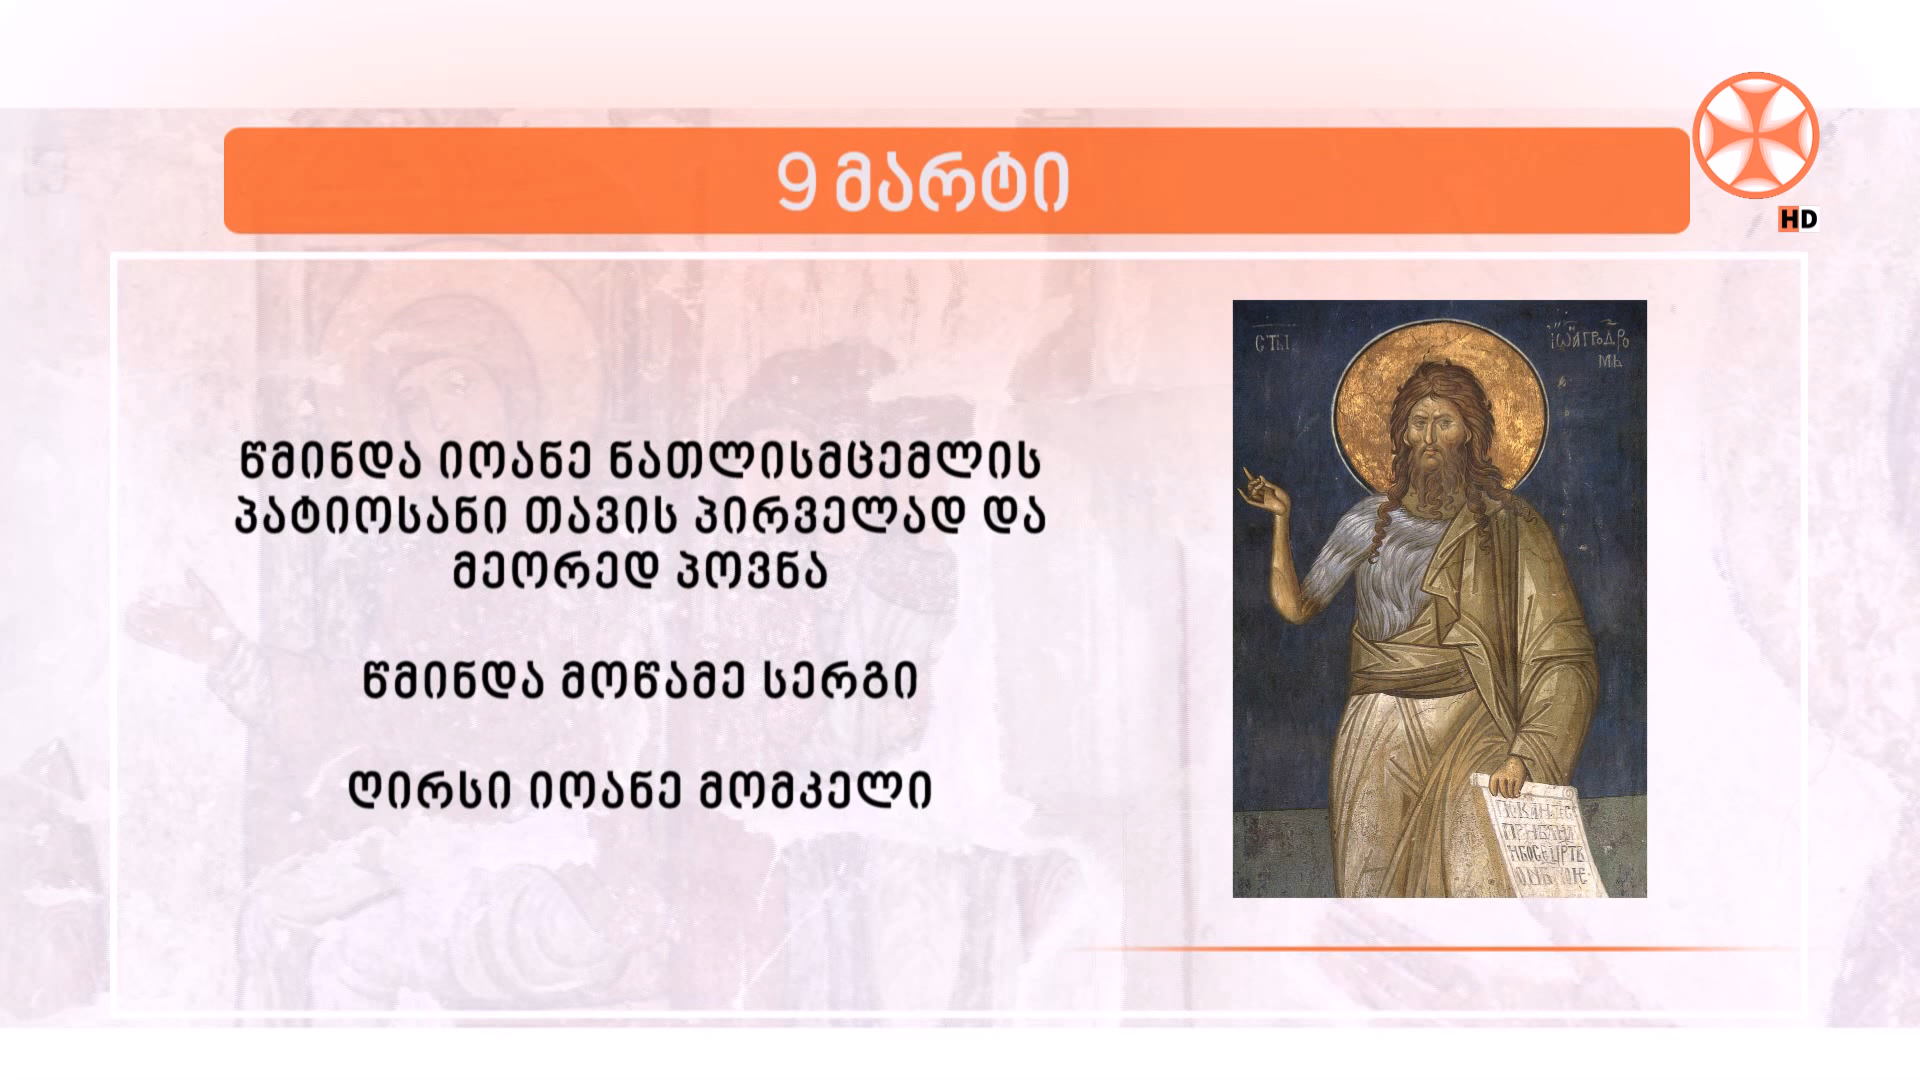 9 მარტი
HD
წმინდა იოანე ნათლისმცემლის
პატიოსანი თავის პირველად და
მეორედ პოვნა
წმინდა მოწამე სერგი
ღირსი იოანე მომკელი